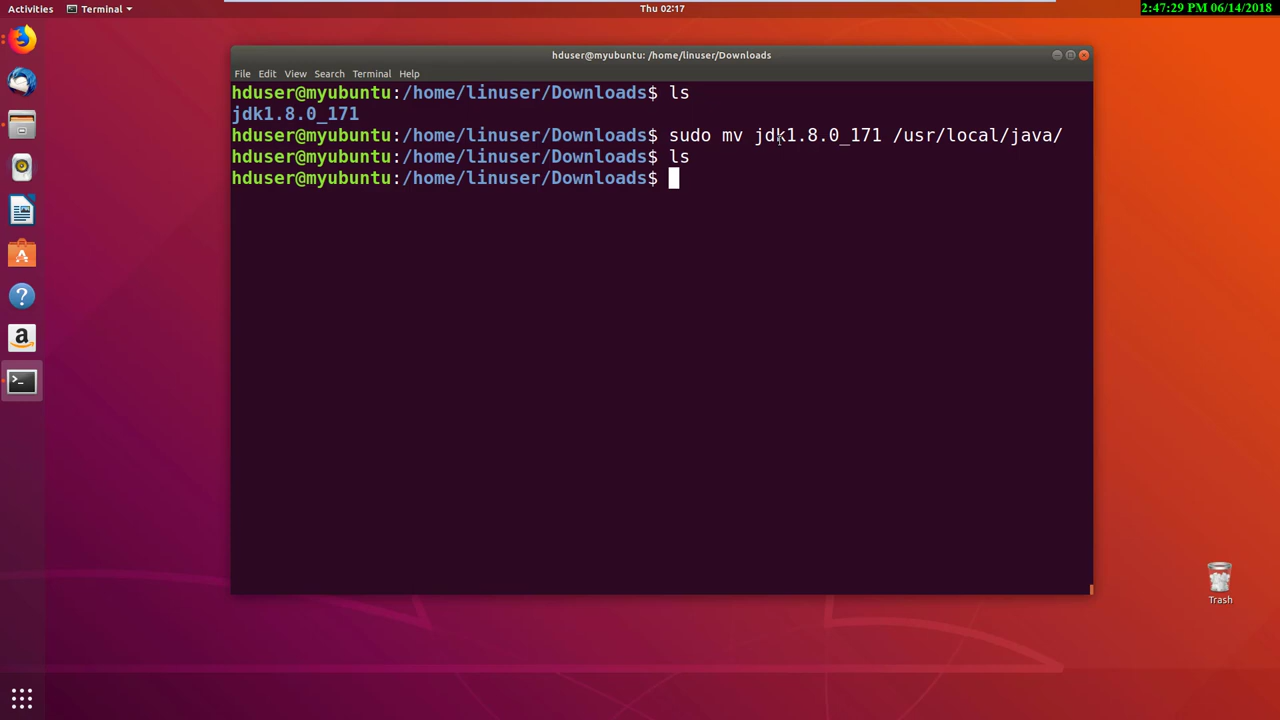 Activities
Terminal
Thu 02:17
2:47:29 PM 06/14/2018
hduser@myubuntu: /home/linuser/Downloads
File Edit View Search Terminal Help
hduser@myubuntu:/home/linuser/Downloads$ ls
jdk1.8.0_171
hduser@myubuntu:/home/linuser/Downloads$ sudo mv jdk1.8.0_171 /usr/local/java/
hduser@myubuntu:/home/linuser/Downloads$ ls
hduser@myubuntu:/home/linuser/Downloads$
Trash